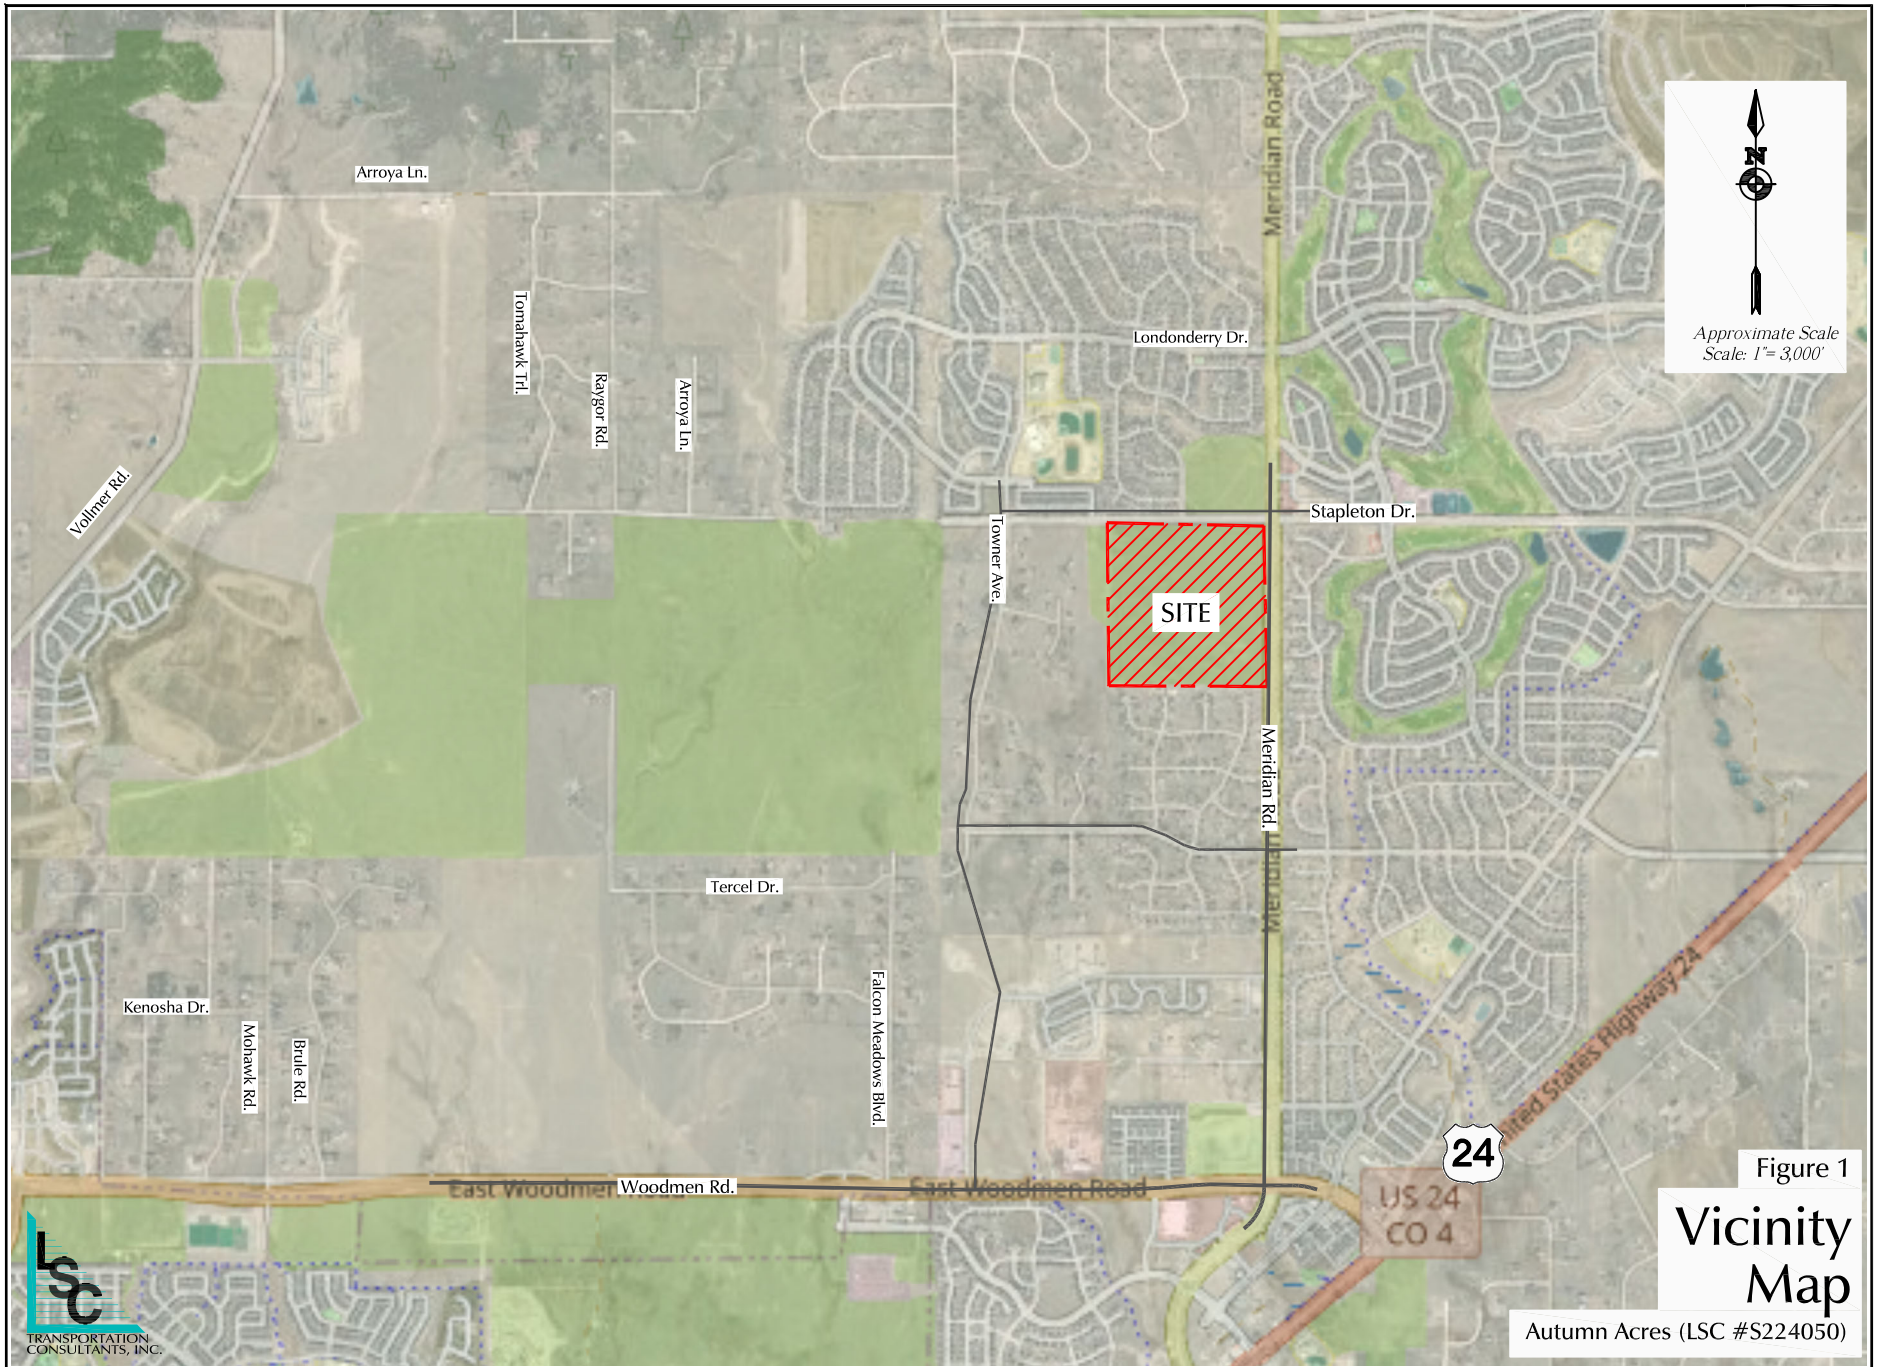 Meridian Road
N
Approximate Scale
Scale: 1"= 3,000'
Arroya Ln.
Tomahawk Trl.
Raygor Rd.
Arroya Ln.
Londonderry Dr.
Vollmer Rd.
Stapleton Dr.
Towner Ave.
SITE
Meridian Rd.
Meridian
Tercel Dr.
Falcon Meadows Blvd.
Kenosha Dr.
Mohawk Rd.
Brule Rd.
United States Highway 24
24
US 24
CO 4
East Woodmen Road
Woodmen Rd.
East Woodmen Road
Figure 1
Vicinity
Map
Autumn Acres (LSC #S224050)
LSC
TRANSPORTATION
CONSULTANTS, INC.